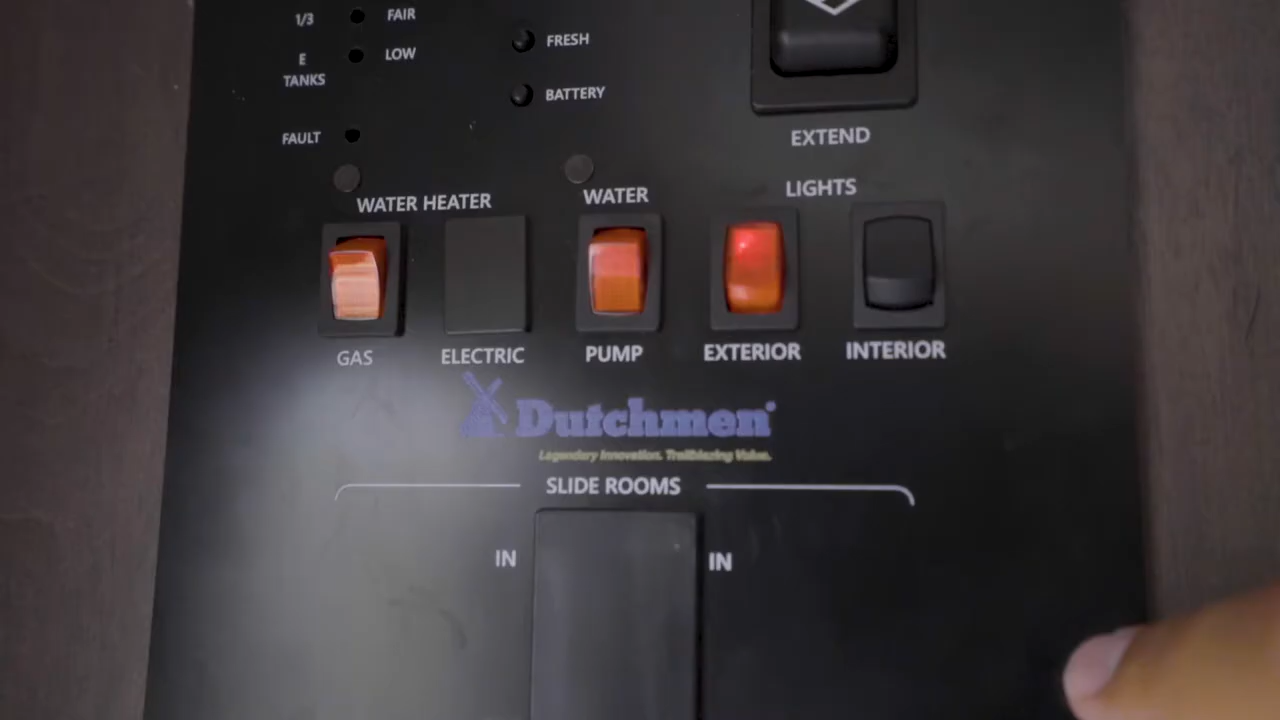 1/3 FAIR
E LOW
TANKS
FRESH
BATTERY
FAULT
EXTEND
WATER HEATER
WATER
LIGHTS
GAS
ELECTRIC
PUMP
EXTERIOR
INTERIOR
Dutchmen®
Legendary Innovation. Trailblazing Value.
SLIDE ROOMS
IN
IN